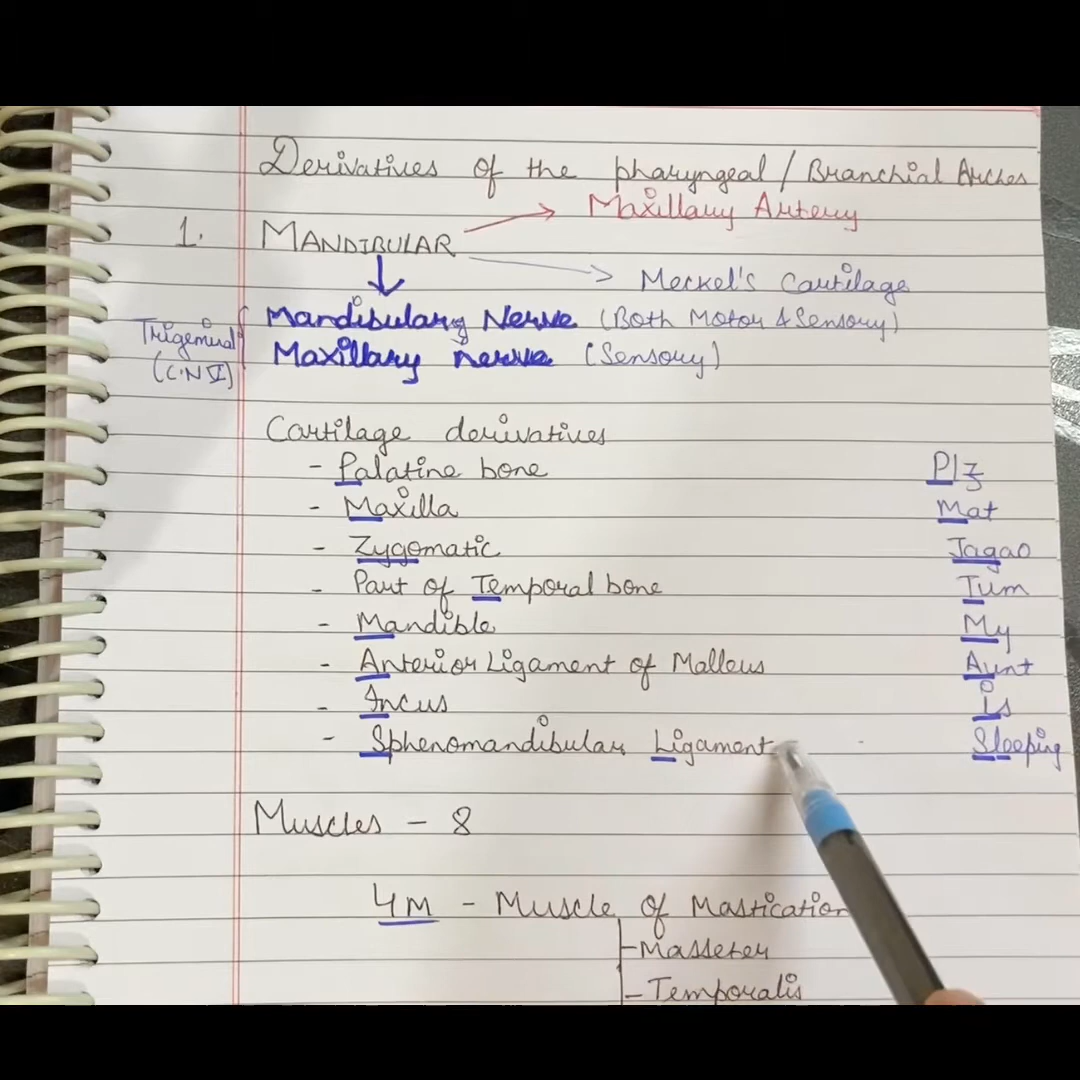 Derivatives of the pharyngeal / Branchial Arches
Maxillary Artery
1. MANDIBULAR
Meckel's Cartilage
Mandibulary Nerve (Both Motor & Sensory)
Trigeminal
Maxillary nerve (Sensory)
(C.N V)
Cartilage derivatives
- Palatine bone Plz
- Maxilla Mat
- Zygomatic Jagao
- Part of Temporal bone Tum
- Mandible My
- Anterior Ligament of Malleus Aunt
- Incus is
- Sphenomandibular Ligament Sleeping
Muscles - 8
4M - Muscle of Mastication
- Masseter
- Temporalis